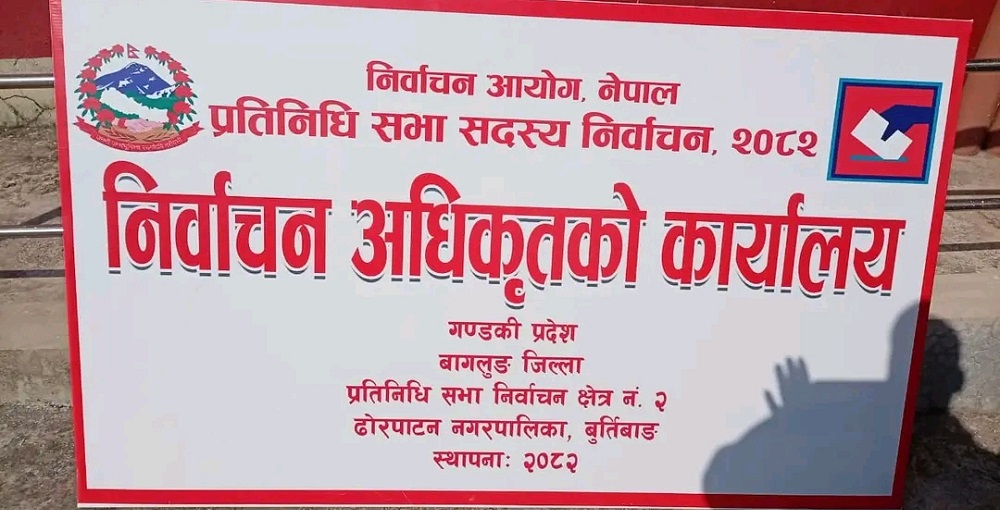 निर्वाचन आयोग, नेपाल
प्रतिनिधि सभा सदस्य निर्वाचन, २०८२
निर्वाचन अधिकृतको कार्यालय
गण्डकी प्रदेश
बागलुङ जिल्ला
प्रतिनिधि सभा निर्वाचन क्षेत्र नं. २
ढोरपाटन नगरपालिका, बुर्तिबाङ
स्थापनाः २०८२